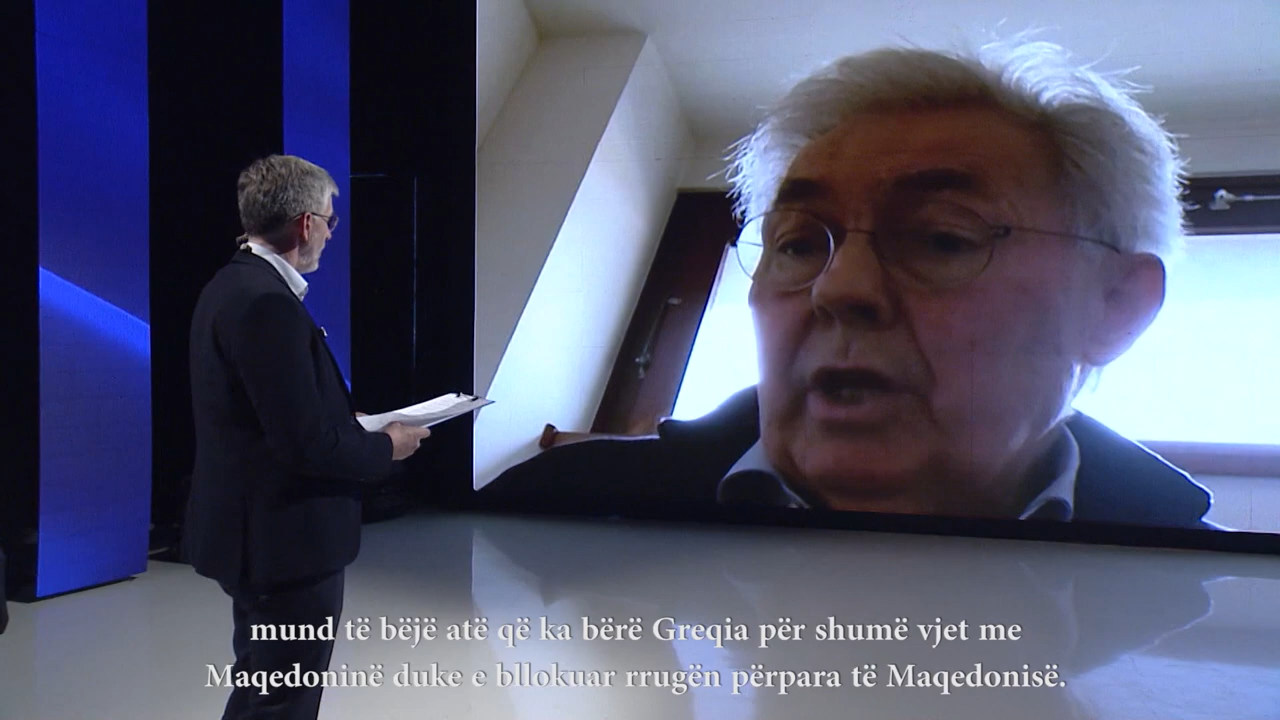 mund të bëjë atë që ka bërë Greqia për shumë vjet me
Maqedoninë duke e bllokuar rrugën përpara të Maqedonisë.